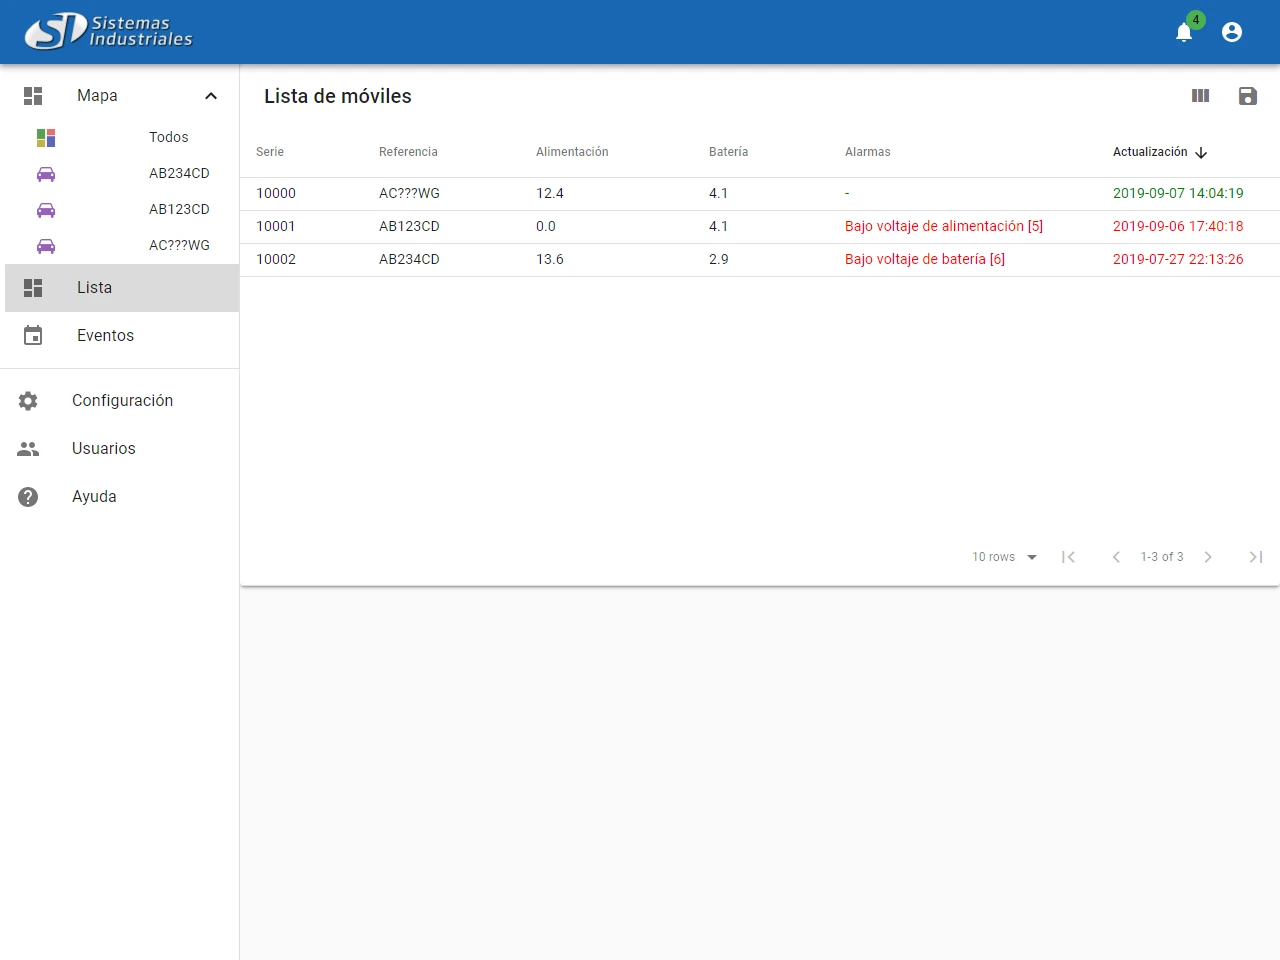 Sistemas
Industriales
4
Mapa
Todos
AB234CD
AB123CD
AC???WG
Lista
Eventos
Configuración
Usuarios
Ayuda
Lista de móviles
Serie Referencia Alimentación Batería Alarmas Actualización
10000 AC???WG 12.4 4.1 - 2019-09-07 14:04:19
10001 AB123CD 0.0 4.1 Bajo voltaje de alimentación [5] 2019-09-06 17:40:18
10002 AB234CD 13.6 2.9 Bajo voltaje de batería [6] 2019-07-27 22:13:26
10 rows 1-3 of 3